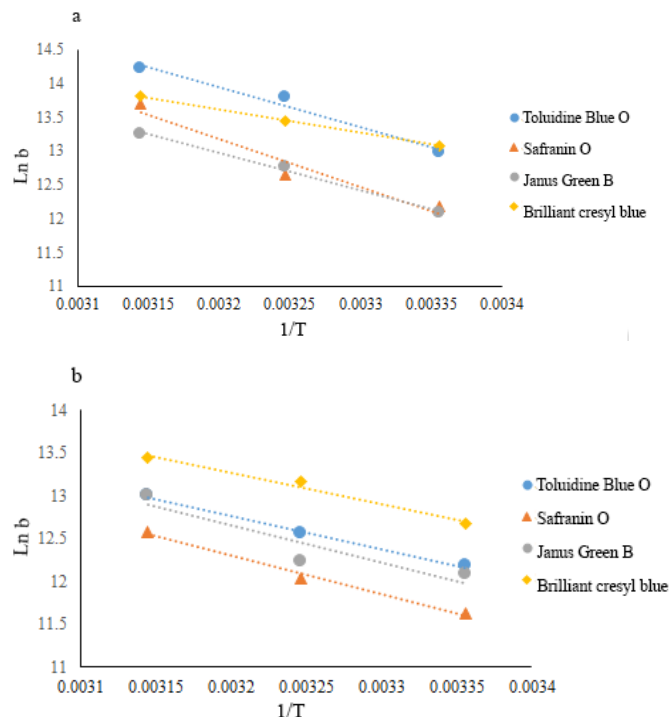 a
14.5
14
13.5
13
12.5
12
11.5
11
Ln b
0.0031 0.00315 0.0032 0.00325 0.0033 0.00335 0.0034
1/T
Toluidine Blue O
Safranin O
Janus Green B
Brilliant cresyl blue
b
14
13.5
13
12.5
12
11.5
11
Ln b
0.0031 0.00315 0.0032 0.00325 0.0033 0.00335 0.0034
1/T
Toluidine Blue O
Safranin O
Janus Green B
Brilliant cresyl blue